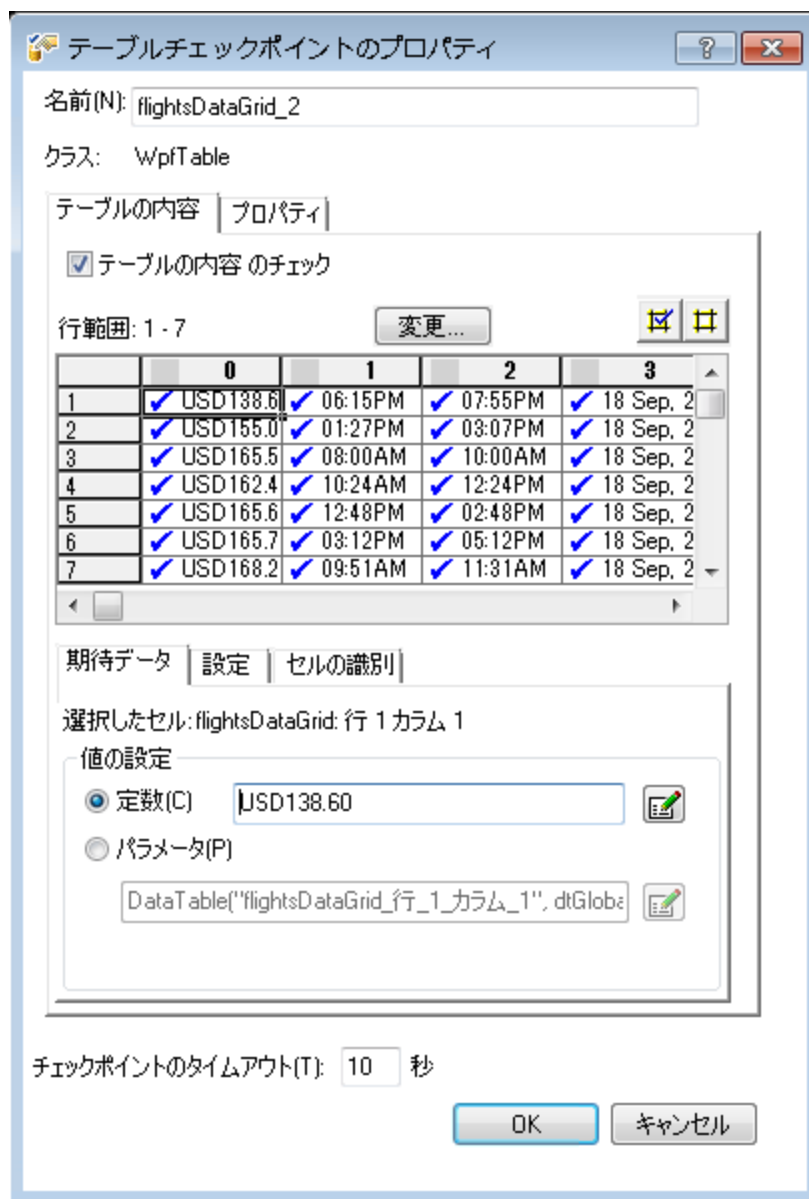 テーブルチェックポイントのプロパティ
名前(N): flightsDataGrid_2
クラス: WpfTable
テーブルの内容 プロパティ
テーブルの内容 のチェック
行範囲: 1 - 7 変更...
0 1 2 3
1 USD138.6 06:15PM 07:55PM 18 Sep, 2
2 USD155.0 01:27PM 03:07PM 18 Sep, 2
3 USD165.5 08:00AM 10:00AM 18 Sep, 2
4 USD162.4 10:24AM 12:24PM 18 Sep, 2
5 USD165.6 12:48PM 02:48PM 18 Sep, 2
6 USD165.7 03:12PM 05:12PM 18 Sep, 2
7 USD168.2 09:51AM 11:31AM 18 Sep, 2
期待データ 設定 セルの識別
選択したセル: flightsDataGrid: 行 1 カラム 1
値の設定
定数(C) USD138.60
パラメータ(P)
DataTable("flightsDataGrid_行_1_カラム_1", dtGloba
チェックポイントのタイムアウト(T): 10 秒
OK キャンセル